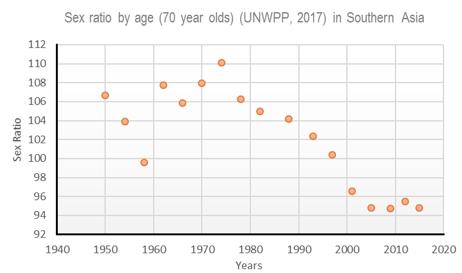 Sex ratio by age (70 year olds) (UNWPP, 2017) in Southern Asia
112
110
108
106
104
102
100
98
96
94
92
Sex Ratio
1940 1950 1960 1970 1980 1990 2000 2010 2020
Years